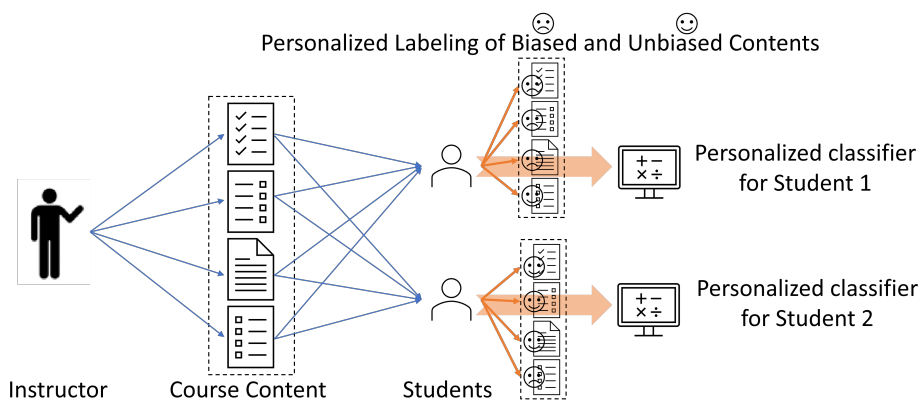 Personalized Labeling of Biased and Unbiased Contents
Personalized classifier
for Student 1
Personalized classifier
for Student 2
Instructor
Course Content
Students